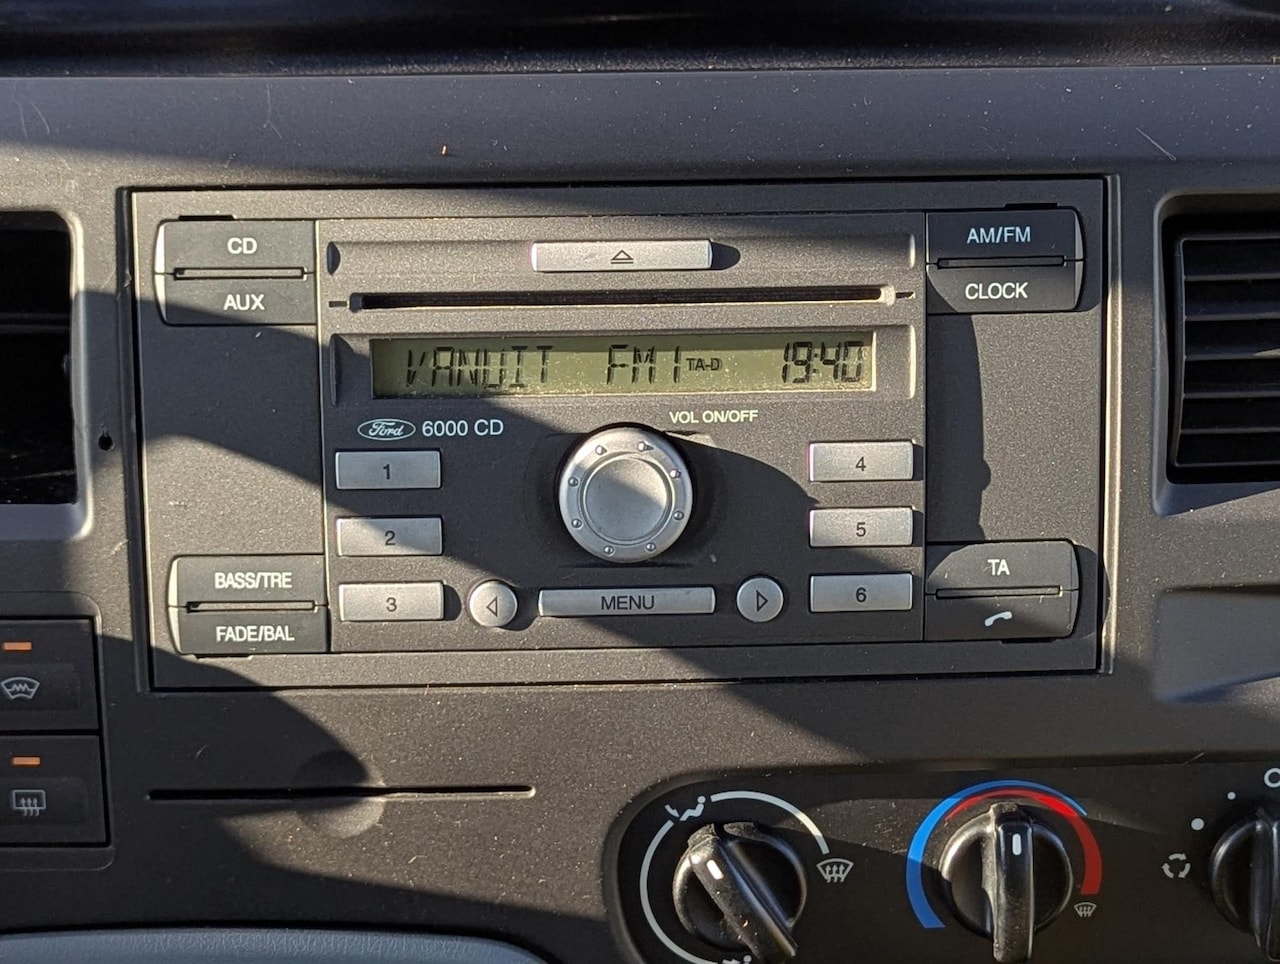 CD
AUX
AM/FM
CLOCK
VANUIT FM1 TA-D 19:40
VOL ON/OFF
Ford 6000 CD
1
4
2
5
3
MENU
6
BASS/TRE
FADE/BAL
TA